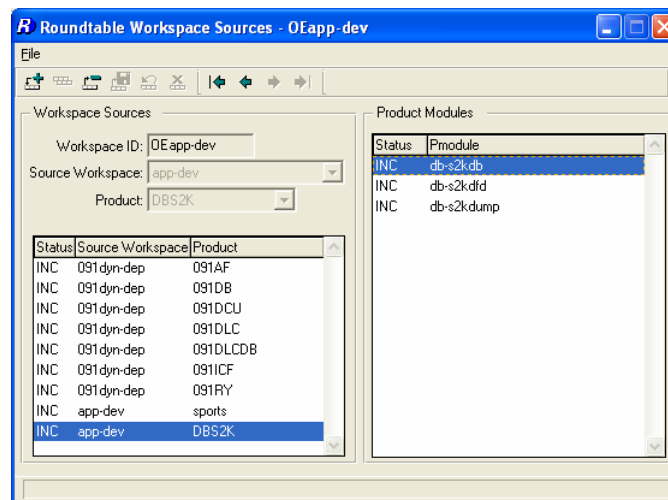 R Roundtable Workspace Sources - OEapp-dev
File
Workspace Sources
Workspace ID: OEapp-dev
Source Workspace: app-dev
Product: DBS2K
Status Source Workspace Product
INC 091dyn-dep 091AF
INC 091dyn-dep 091DB
INC 091dyn-dep 091DCU
INC 091dyn-dep 091DLC
INC 091dyn-dep 091DLCDB
INC 091dyn-dep 091ICF
INC 091dyn-dep 091RY
INC app-dev sports
INC app-dev DBS2K
Product Modules
Status Pmodule
INC db-s2kdb
INC db-s2kdfd
INC db-s2kdump